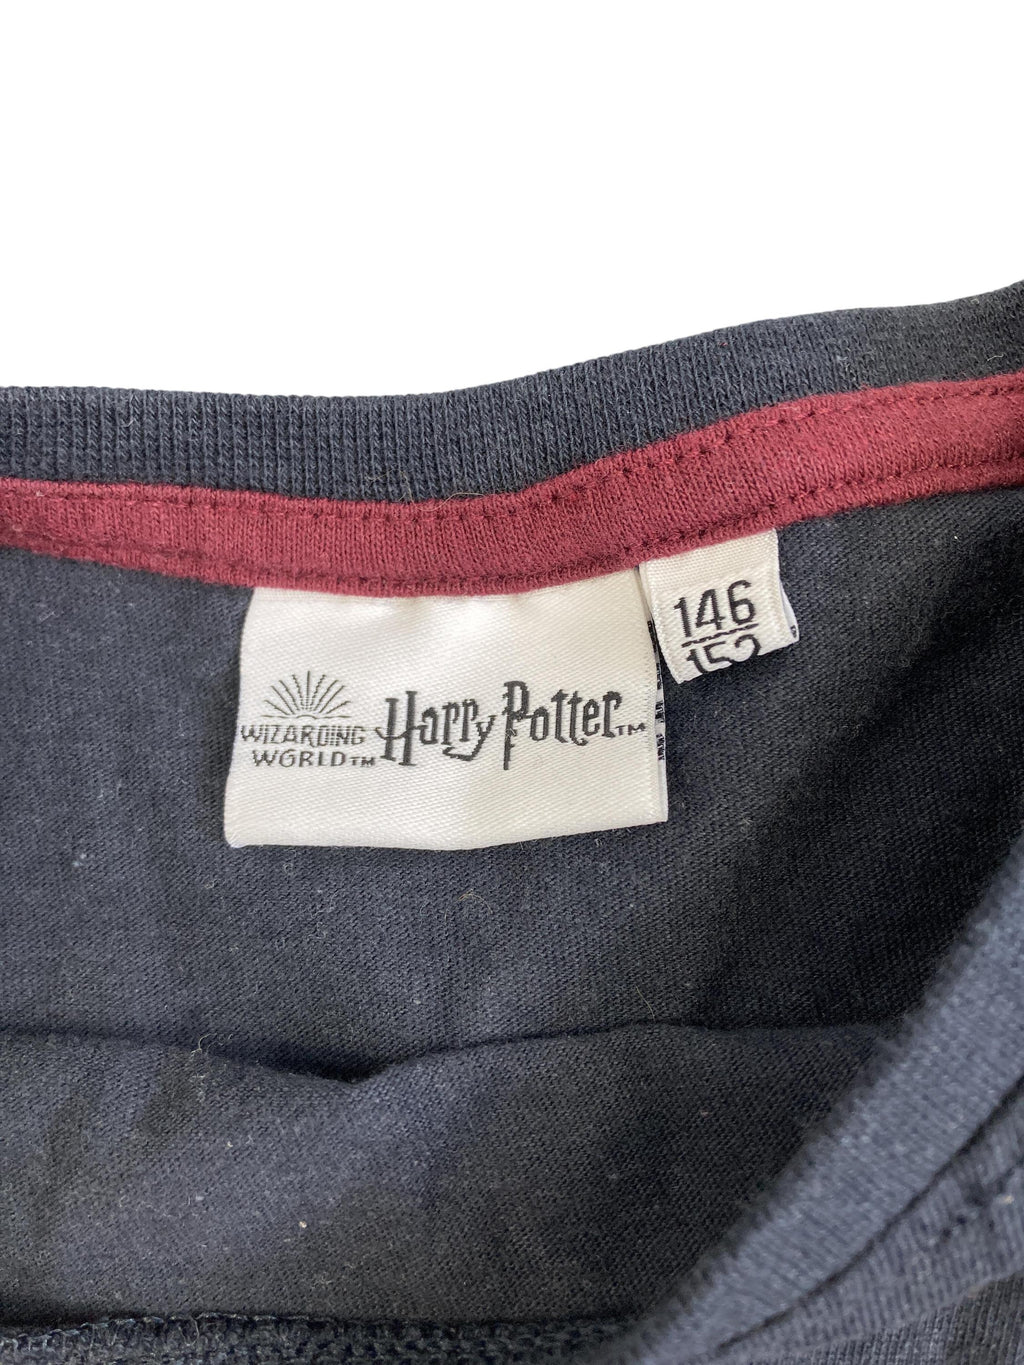 WIZARDING
WORLD™
Harry Potter™
146
152